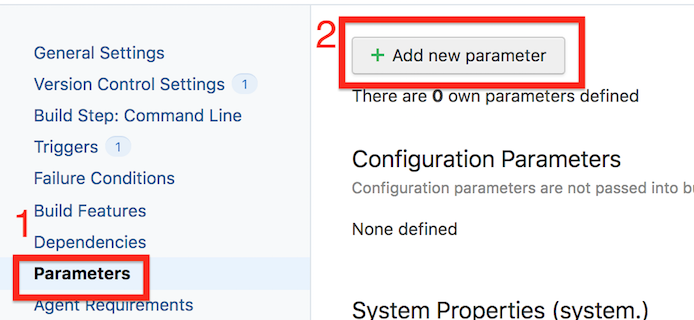 General Settings
Version Control Settings 1
Build Step: Command Line
Triggers 1
Failure Conditions
Build Features
1
Dependencies
Parameters
Agent Requirements
2
+ Add new parameter
There are 0 own parameters defined
Configuration Parameters
Configuration parameters are not passed into
None defined
System Properties (system.)